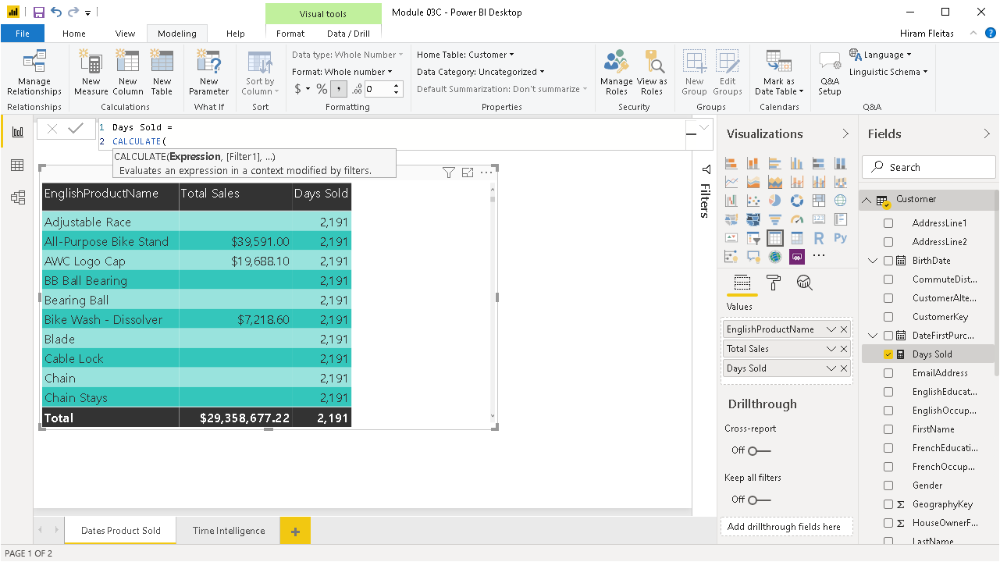 Visual tools
Module 03C - Power BI Desktop
File
Home
View
Modeling
Help
Format
Data / Drill
Hiram Fleitas
Manage Relationships
New Measure
New Column
New Table
New Parameter
Sort by Column
Data type: Whole Number
Format: Whole number
$ % , .00 0
Home Table: Customer
Data Category: Uncategorized
Default Summarization: Don't summarize
Manage Roles
View as Roles
New Group
Edit Groups
Mark as Date Table
Q&A Setup
Language
Linguistic Schema
Relationships
Calculations
What If
Sort
Formatting
Properties
Security
Groups
Calendars
Q&A
1 Days Sold =
2 CALCULATE(
CALCULATE(Expression, [Filter1], ...)
Evaluates an expression in a context modified by filters.
EnglishProductName Total Sales Days Sold
Adjustable Race 2,191
All-Purpose Bike Stand $39,591.00 2,191
AWC Logo Cap $19,688.10 2,191
BB Ball Bearing 2,191
Bearing Ball 2,191
Bike Wash - Dissolver $7,218.60 2,191
Blade 2,191
Cable Lock 2,191
Chain 2,191
Chain Stays 2,191
Total $29,358,677.22 2,191
Filters
Visualizations
R Py
Values
EnglishProductName
Total Sales
Days Sold
Drillthrough
Cross-report
Off
Keep all filters
Off
Add drillthrough fields here
Fields
Search
Customer
AddressLine1
AddressLine2
BirthDate
CommuteDist...
CustomerAlte...
CustomerKey
DateFirstPurc...
Days Sold
EmailAddress
EnglishEducat...
EnglishOccup...
FirstName
FrenchEducati...
FrenchOccup...
Gender
GeographyKey
HouseOwnerF...
LastName
Dates Product Sold
Time Intelligence
PAGE 1 OF 2